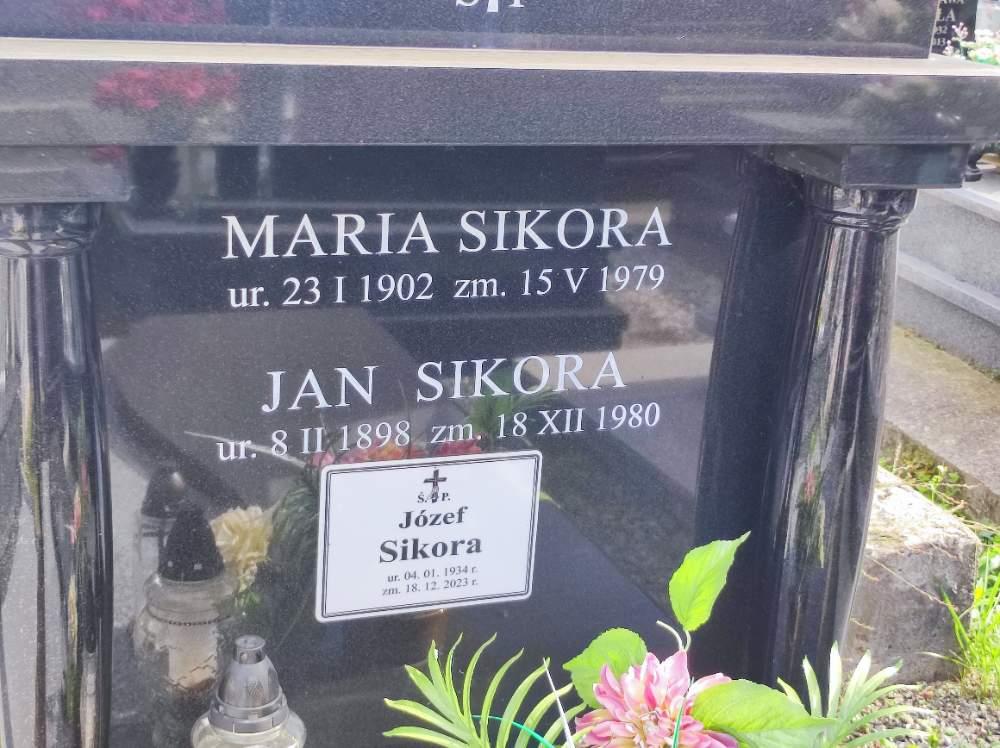 Ś P
MARIA SIKORA
ur. 23 I 1902 zm. 15 V 1979
JAN SIKORA
ur. 8 II 1898 zm. 18 XII 1980
Ś. P.
Józef
Sikora
ur. 04. 01. 1934 r.
zm. 18. 12. 2023 r.